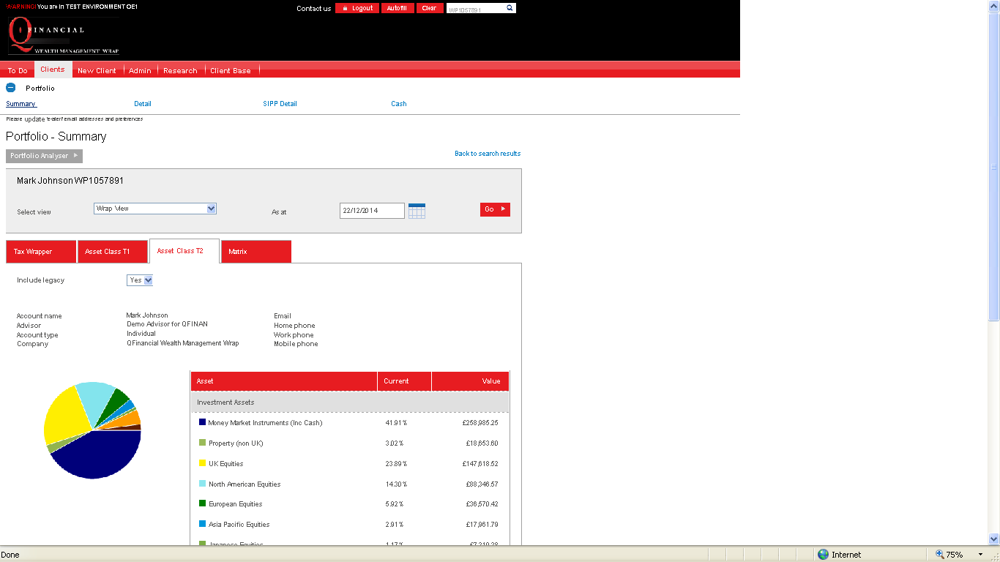 WARNING! You are in TEST ENVIRONMENT OE1
Contact us Logout Autofill Clear WP1057891
QFINANCIAL
WEALTH MANAGEMENT WRAP
To Do Clients New Client Admin Research Client Base
Portfolio
Summary Detail SIPP Detail Cash
Please update 'e-alert' email addresses and preferences
Portfolio - Summary
Portfolio Analyser
Back to search results
Mark Johnson WP1057891
Select view Wrap View As at 22/12/2014 Go
Tax Wrapper Asset Class T1 Asset Class T2 Matrix
Include legacy Yes
Account name Mark Johnson Email
Advisor Demo Advisor for QFINAN Home phone
Account type Individual Work phone
Company QFinancial Wealth Management Wrap Mobile phone
Asset Current Value
Investment Assets
Money Market Instruments (Inc Cash) 41.91% £258,985.25
Property (non UK) 3.02% £18,653.60
UK Equities 23.89% £147,618.52
North American Equities 14.30% £88,346.57
European Equities 5.92% £36,570.42
Asia Pacific Equities 2.91% £17,961.79
Japanese Equities 1.17%
Done Internet 75%